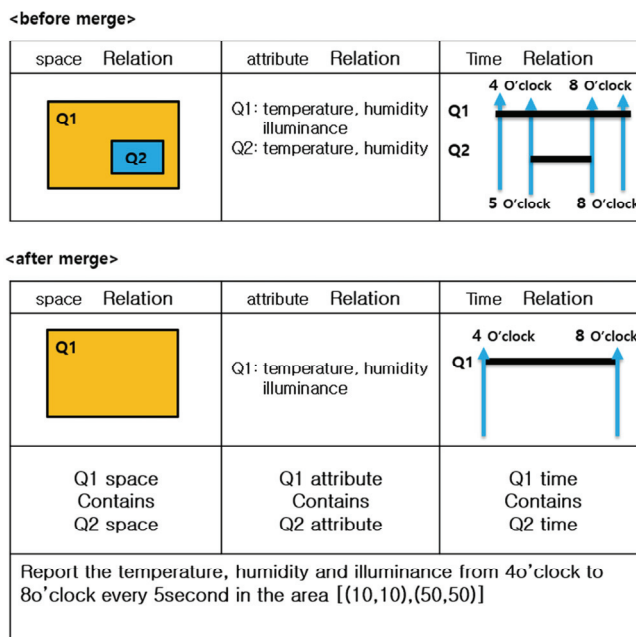 <before merge>
space Relation
attribute Relation
Time Relation
Q1
Q2
Q1: temperature, humidity
illuminance
Q2: temperature, humidity
4 O'clock 8 O'clock
Q1
Q2
5 O'clock 8 O'clock
<after merge>
space Relation
attribute Relation
Time Relation
Q1
Q1: temperature, humidity
illuminance
4 O'clock 8 O'clock
Q1
Q1 space
Contains
Q2 space
Q1 attribute
Contains
Q2 attribute
Q1 time
Contains
Q2 time
Report the temperature, humidity and illuminance from 4o'clock to
8o'clock every 5second in the area [(10,10),(50,50)]